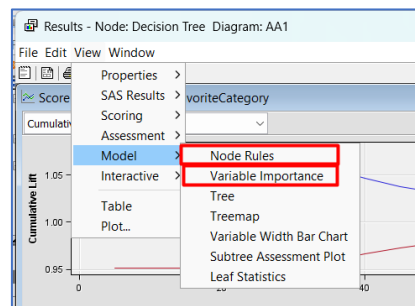 Results - Node: Decision Tree Diagram: AA1
File Edit View Window
Properties
SAS Results
Scoring
Assessment
Model
Interactive
Table
Plot...
Node Rules
Variable Importance
Tree
Treemap
Variable Width Bar Chart
Subtree Assessment Plot
Leaf Statistics
Score
voriteCategory
Cumulati
Cumulative Lift
1.05
1.00
0.95
0
40